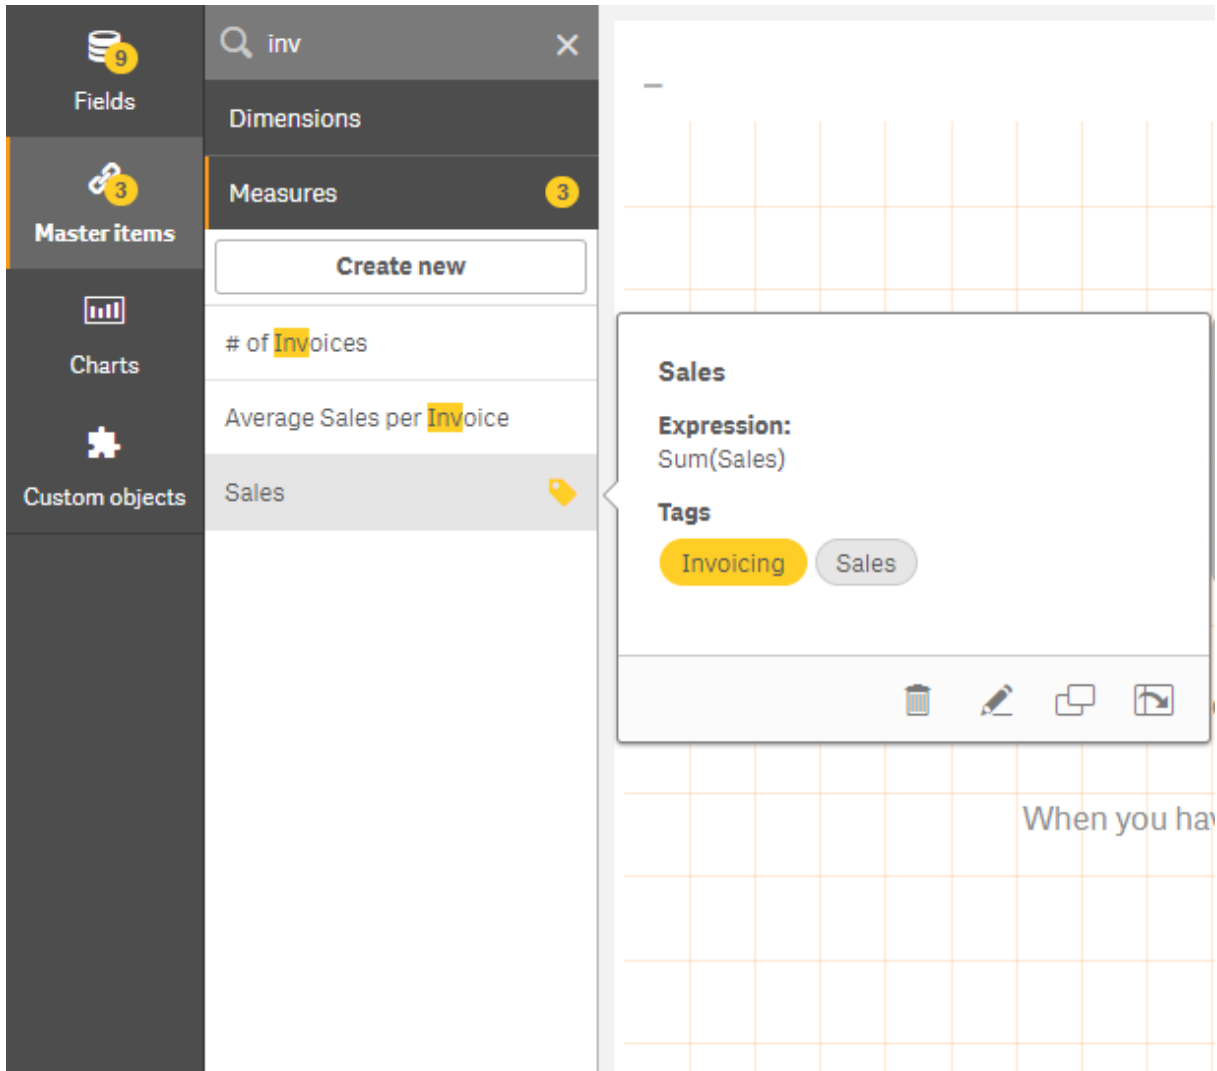 9
Fields
3
Master items
Charts
Custom objects
inv
Dimensions
Measures 3
Create new
# of Invoices
Average Sales per Invoice
Sales
Sales
Expression:
Sum(Sales)
Tags
Invoicing Sales
When you